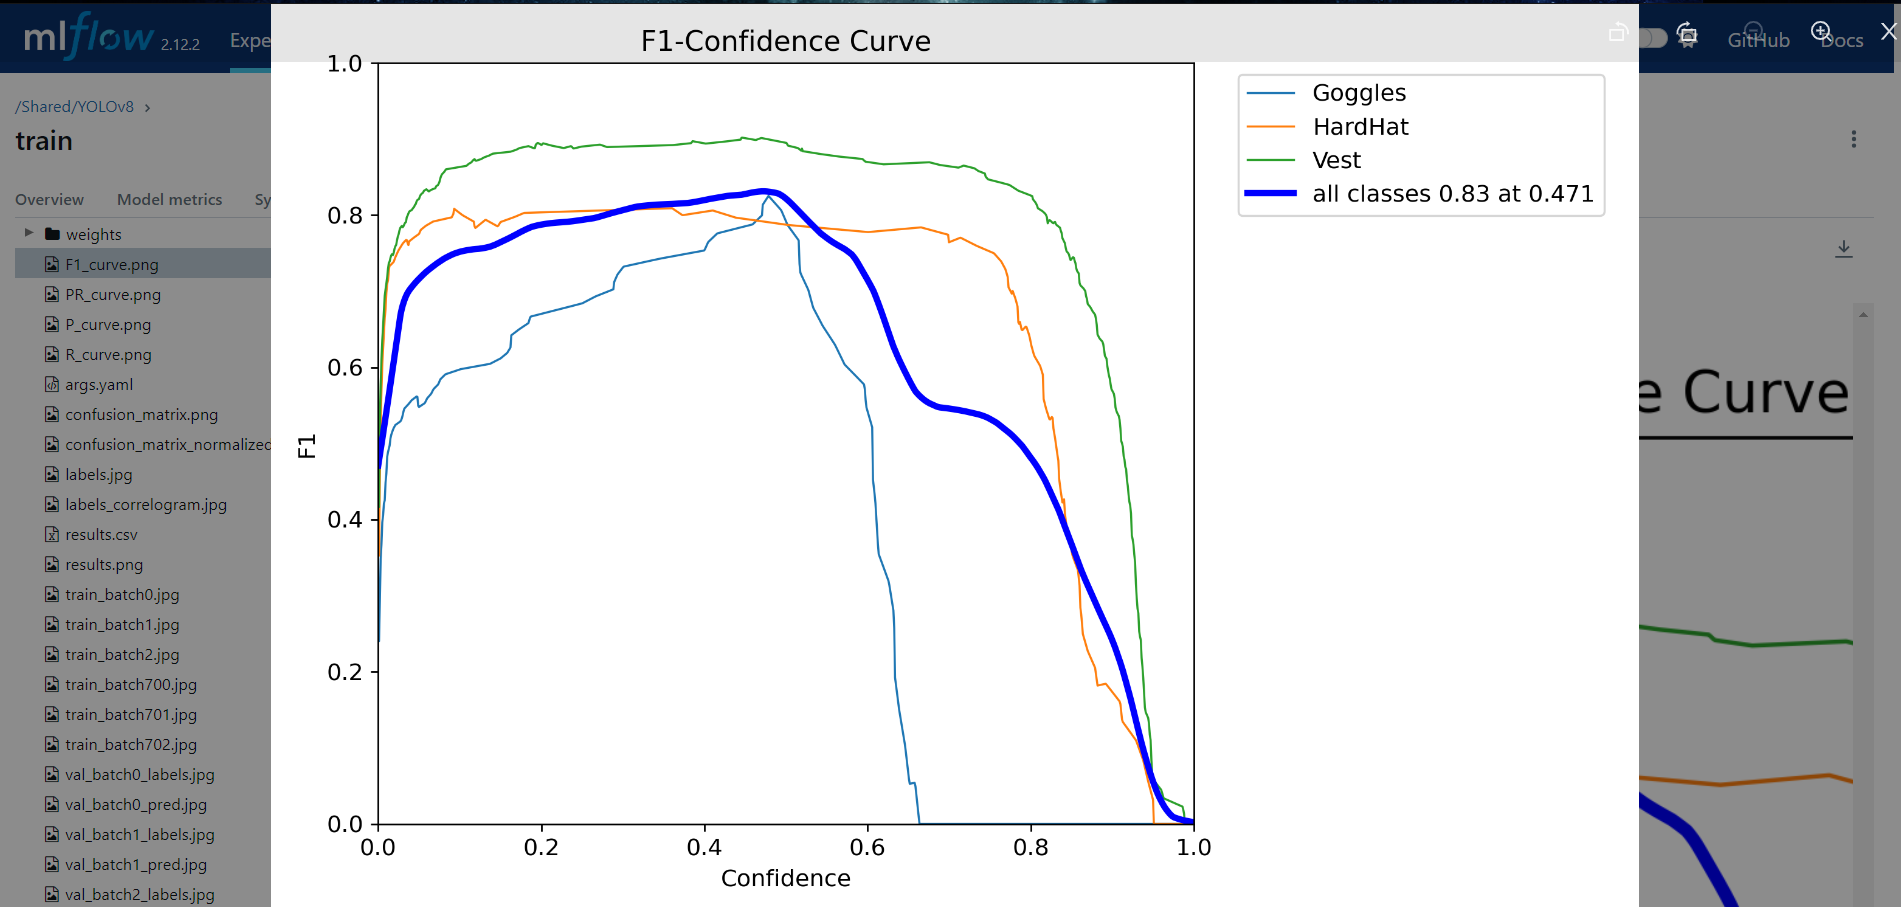 mlflow 2.12.2
Expe
GitHub
Docs
/Shared/YOLOv8
train
Overview
Model metrics
Sy
weights
F1_curve.png
PR_curve.png
P_curve.png
R_curve.png
args.yaml
confusion_matrix.png
confusion_matrix_normalized
labels.jpg
labels_correlogram.jpg
results.csv
results.png
train_batch0.jpg
train_batch1.jpg
train_batch2.jpg
train_batch700.jpg
train_batch701.jpg
train_batch702.jpg
val_batch0_labels.jpg
val_batch0_pred.jpg
val_batch1_labels.jpg
val_batch1_pred.jpg
val_batch2_labels.jpg
F1-Confidence Curve
1.0
0.8
0.6
0.4
0.2
0.0
F1
0.0 0.2 0.4 0.6 0.8 1.0
Confidence
Goggles
HardHat
Vest
all classes 0.83 at 0.471
e Curve